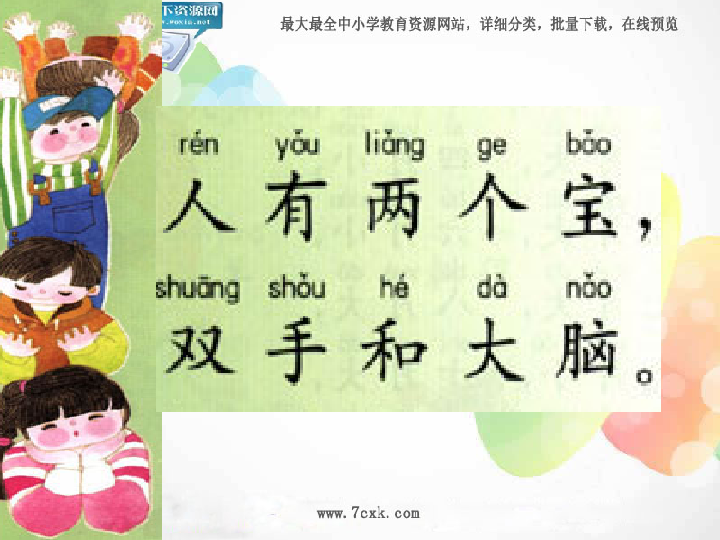 下资源网
www.woxia.net
最大最全中小学教育资源网站，详细分类，批量下载，在线预览
rén yǒu liǎng ge bǎo
人有两个宝，
shuāng shǒu hé dà nǎo
双手和大脑。
www.7cxk.com